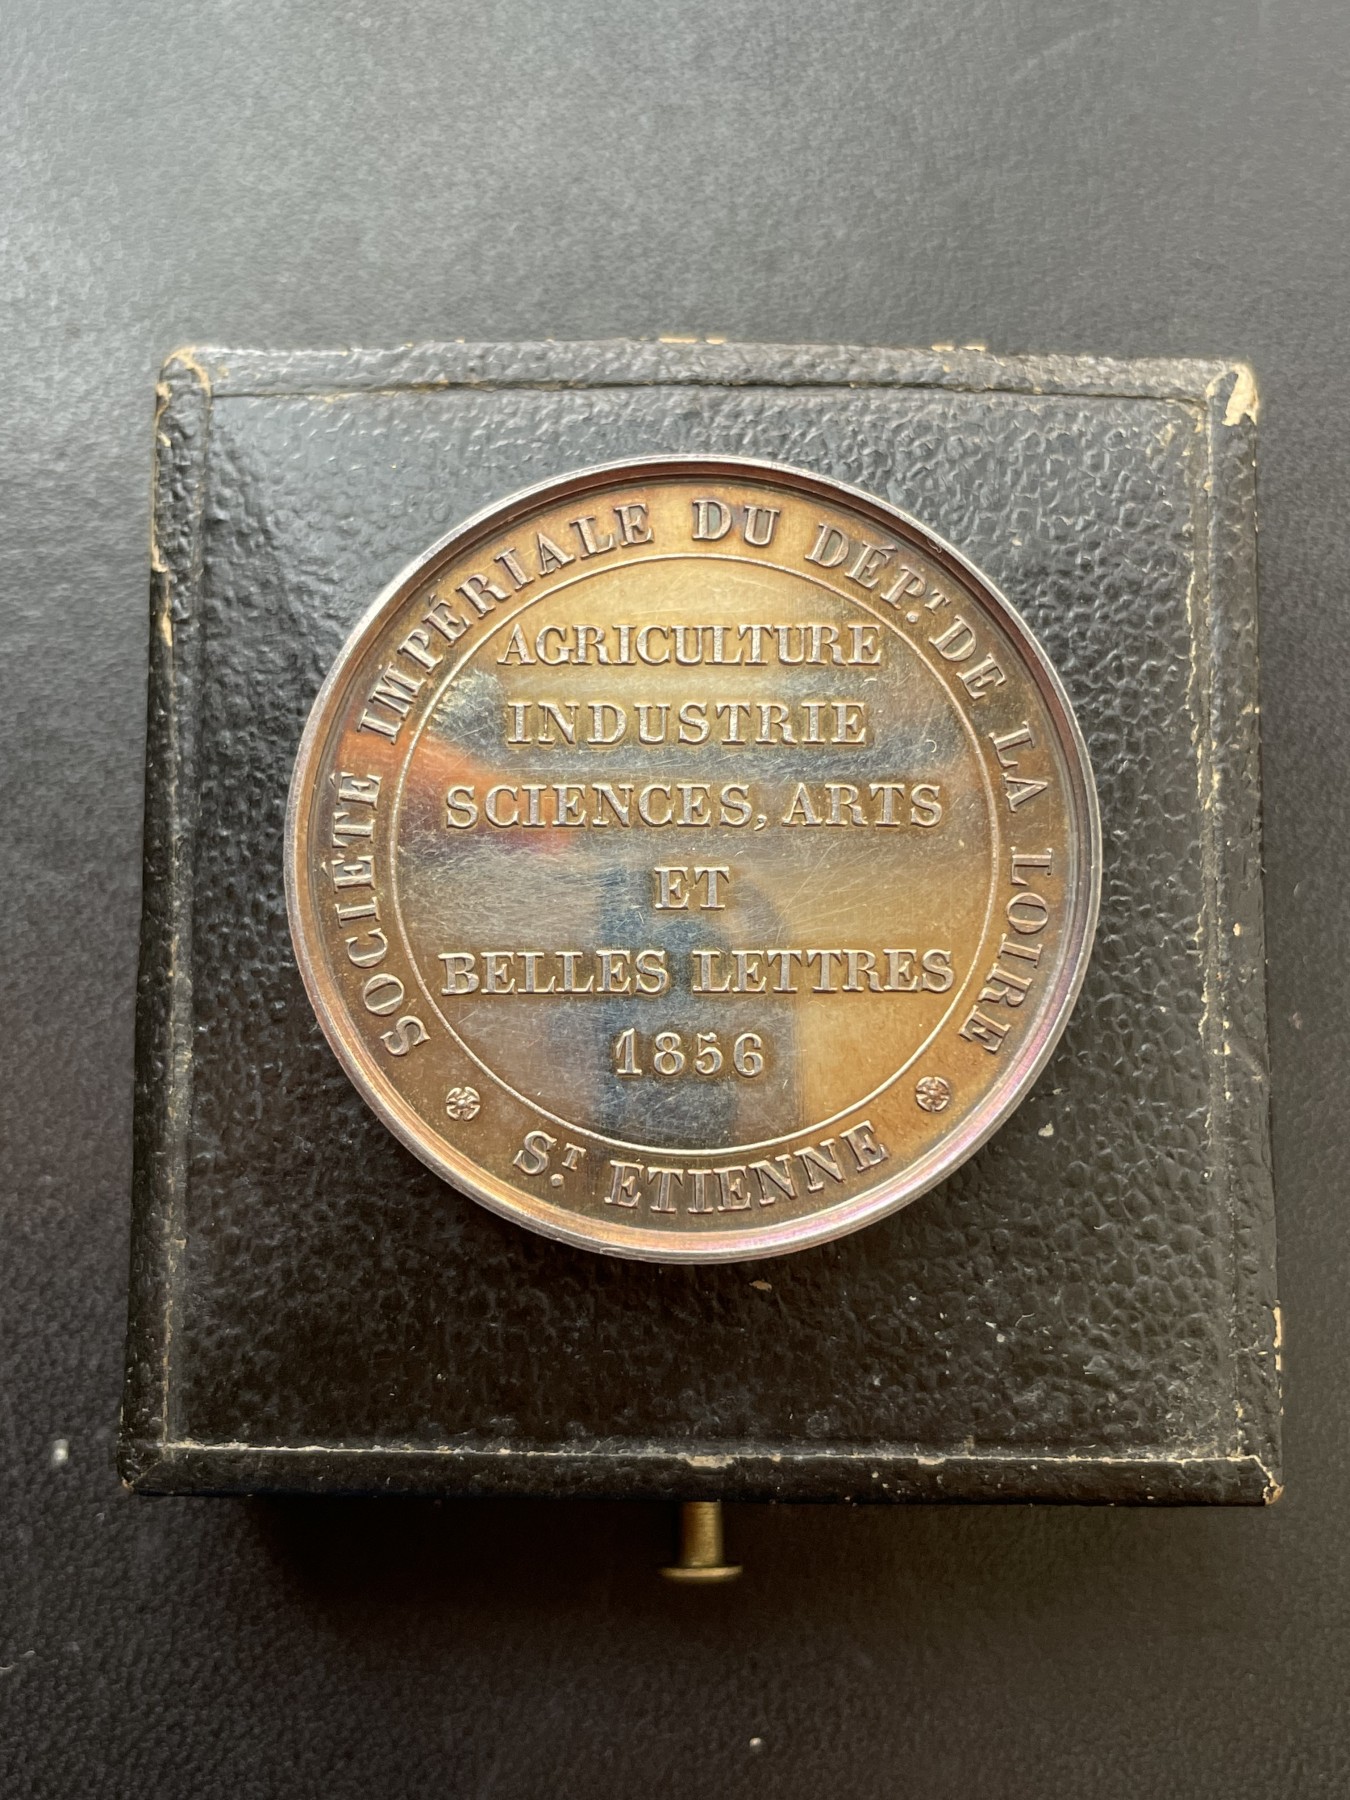 SOCIÉTÉ IMPÉRIALE DU DÉPT. DE LA LOIRE
AGRICULTURE
INDUSTRIE
SCIENCES, ARTS
ET
BELLES LETTRES
1856
ST. ETIENNE